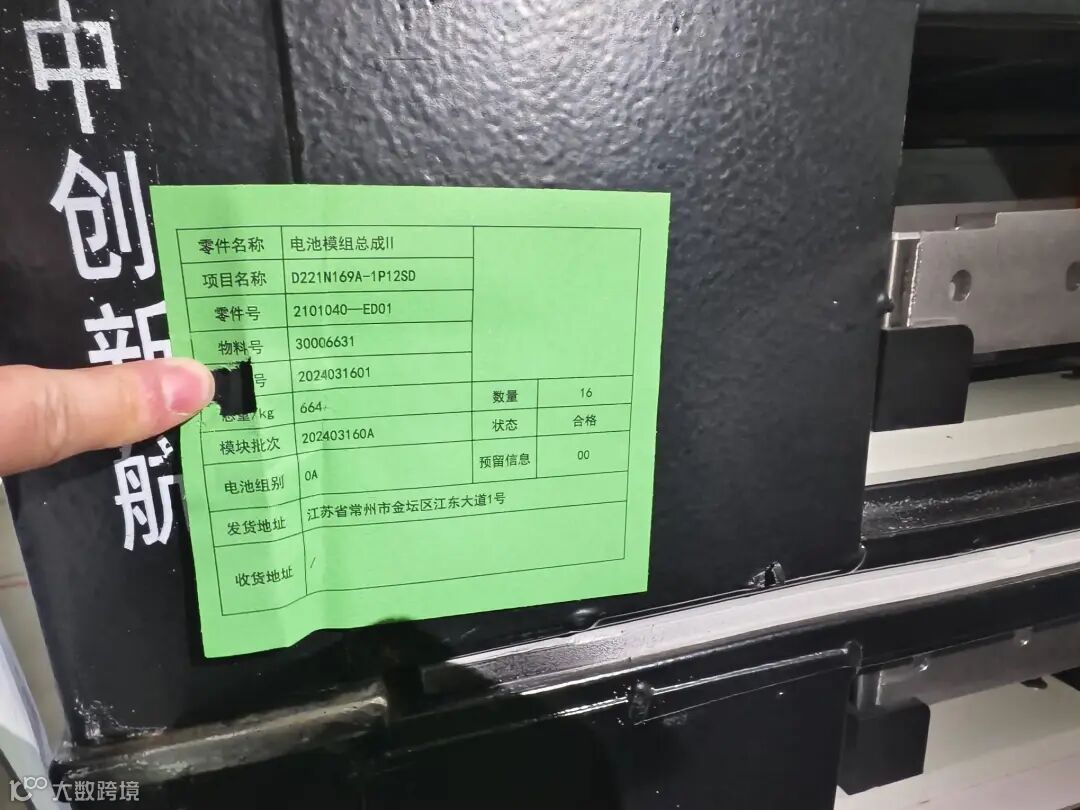 中创新航
零件名称 电池模组总成II
项目名称 D221N169A-1P12SD
零件号 2101040—ED01
物料号 30006631
号 2024031601
总重/kg 664
数量 16
模块批次 202403160A
状态 合格
电池组别 0A
预留信息 00
发货地址 江苏省常州市金坛区江东大道1号
收货地址 /
大数跨境